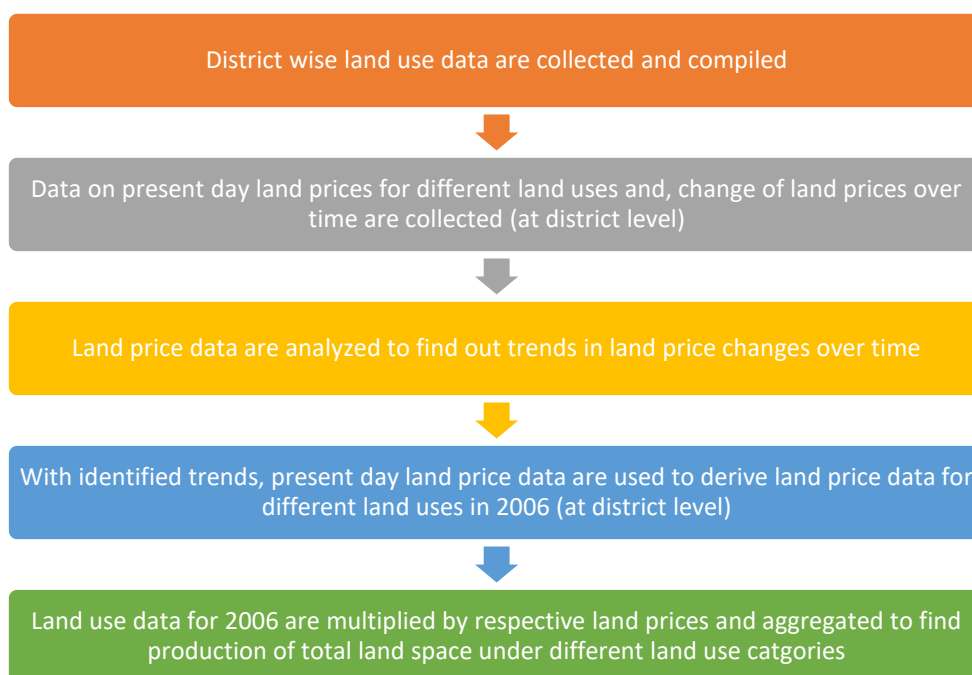 District wise land use data are collected and compiled
Data on present day land prices for different land uses and, change of land prices over
time are collected (at district level)
Land price data are analyzed to find out trends in land price changes over time
With identified trends, present day land price data are used to derive land price data for
different land uses in 2006 (at district level)
Land use data for 2006 are multiplied by respective land prices and aggregated to find
production of total land space under different land use catgories